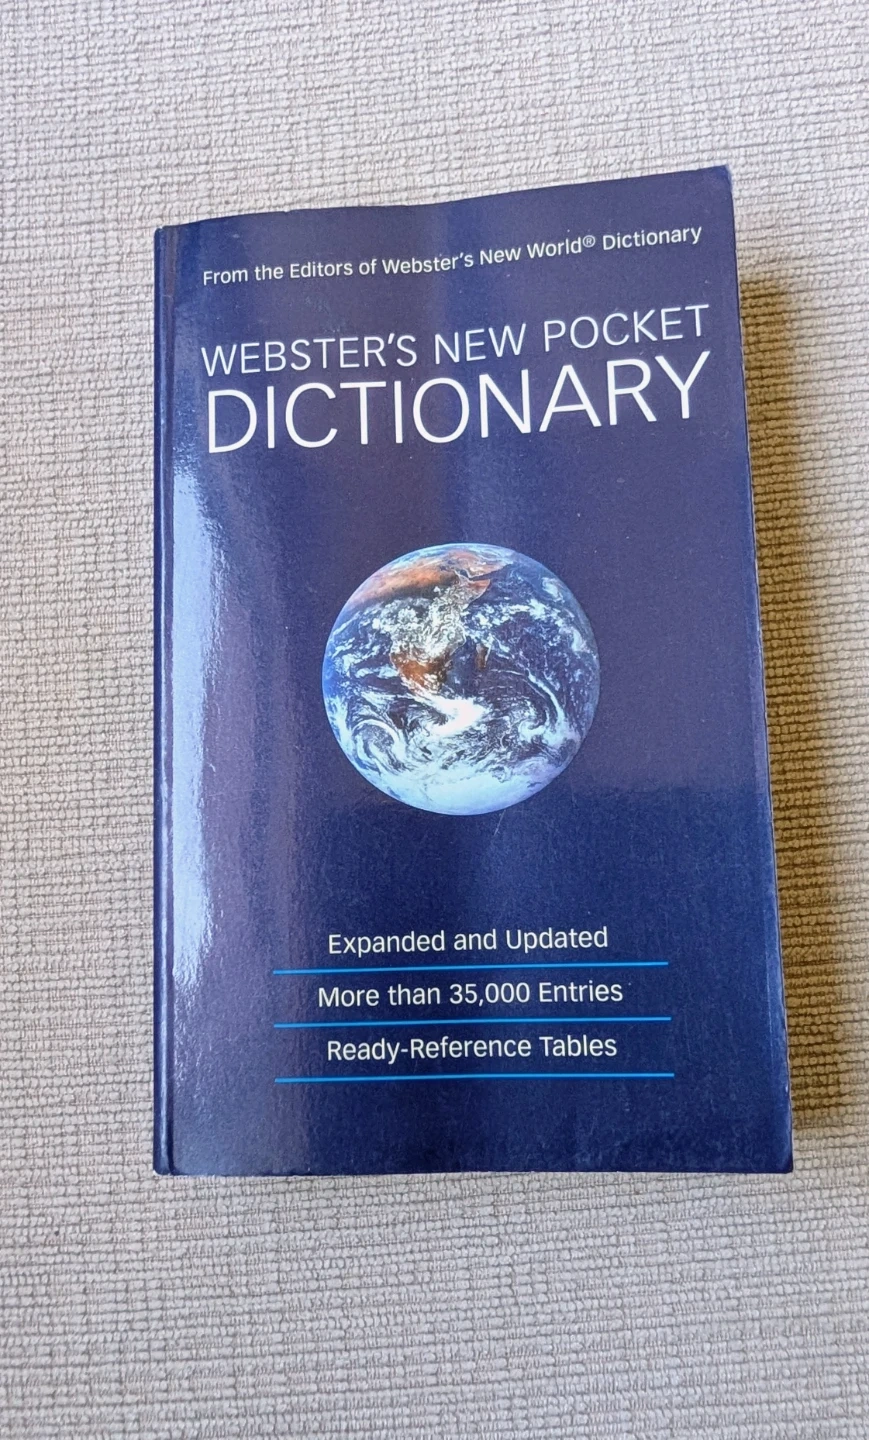 From the Editors of Webster's New World® Dictionary
WEBSTER'S NEW POCKET
DICTIONARY
Expanded and Updated
More than 35,000 Entries
Ready-Reference Tables